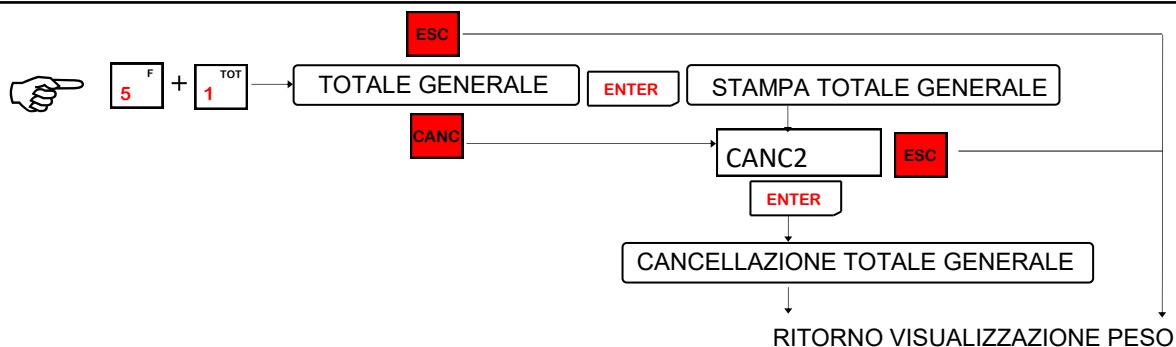 ESC
F
5
+
TOT
1
TOTALE GENERALE
ENTER
STAMPA TOTALE GENERALE
CANC
CANC2
ESC
ENTER
CANCELLAZIONE TOTALE GENERALE
RITORNO VISUALIZZAZIONE PESO